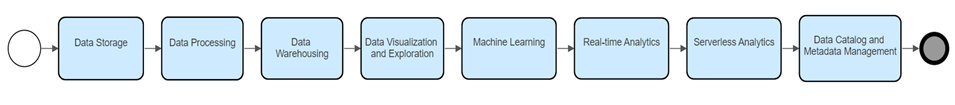 Data Storage
Data Processing
Data
Warehousing
Data Visualization
and Exploration
Machine Learning
Real-time Analytics
Serverless Analytics
Data Catalog and
Metadata Management